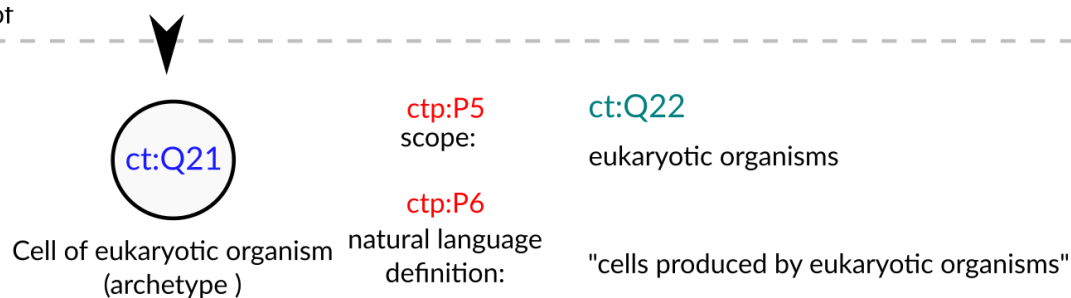 ctp:P5
scope:
ct:Q22
ct:Q21
eukaryotic organisms
ctp:P6
Cell of eukaryotic organism
(archetype )
natural language
definition:
"cells produced by eukaryotic organisms"